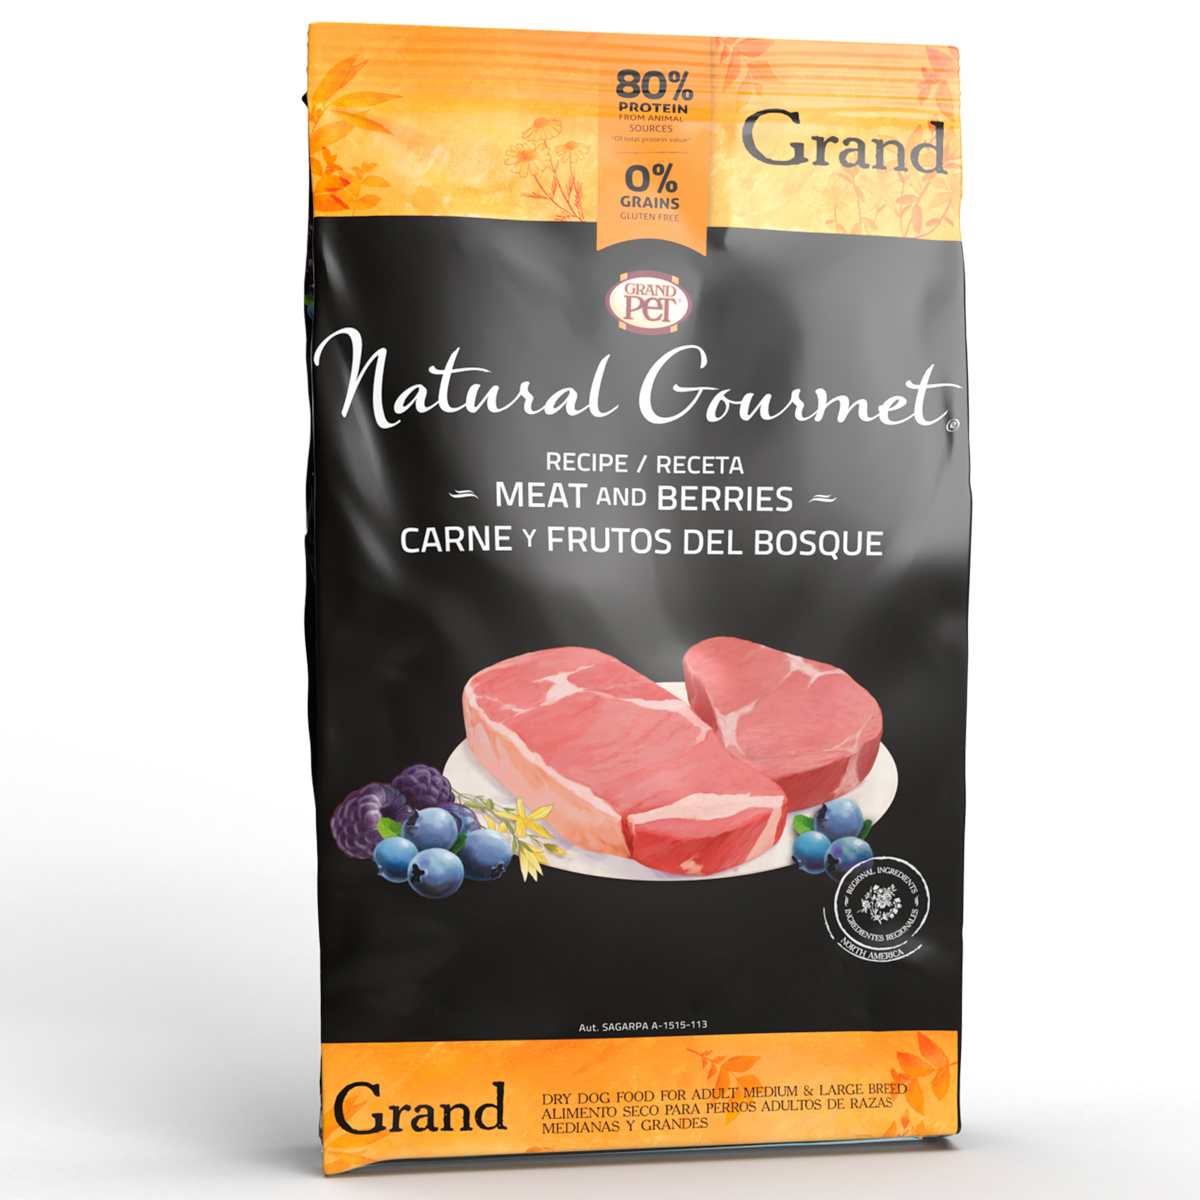 80%
PROTEIN
FROM ANIMAL
SOURCES
"Of total protein value"
0%
GRAINS
GLUTEN FREE
Grand
GRAND
PET®
Natural Gourmet®
RECIPE / RECETA
MEAT AND BERRIES
CARNE Y FRUTOS DEL BOSQUE
REGIONAL INGREDIENTS
INGREDIENTES REGIONALES
NORTH AMERICA
Aut. SAGARPA A-1515-113
Grand
DRY DOG FOOD FOR ADULT MEDIUM & LARGE BREED
ALIMENTO SECO PARA PERROS ADULTOS DE RAZAS
MEDIANAS Y GRANDES